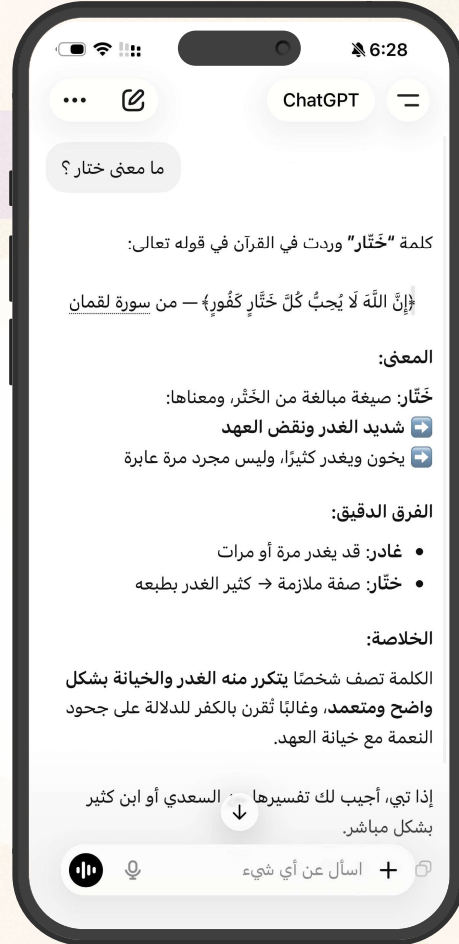 6:28
ChatGPT
ما معنى ختار ؟
كلمة “خَتّار” وردت في القرآن في قوله تعالى:
﴿إِنَّ اللَّهَ لَا يُحِبُّ كُلَّ خَتَّارٍ كَفُورٍ﴾ — من سورة لقمان
المعنى:
خَتّار: صيغة مبالغة من الخَتْر، ومعناها:
➡️ شديد الغدر ونقض العهد
➡️ يخون ويغدر كثيرًا، وليس مجرد مرة عابرة
الفرق الدقيق:
• غادر: قد يغدر مرة أو مرات
• ختّار: صفة ملازمة → كثير الغدر بطبعه
الخلاصة:
الكلمة تصف شخصًا يتكرر منه الغدر والخيانة بشكل
واضح ومتعمد، وغالبًا تُقرن بالكفر للدلالة على جحود
النعمة مع خيانة العهد.
إذا تبي، أجيب لك تفسيرها السعدي أو ابن كثير
بشكل مباشر.
اسأل عن أي شيء